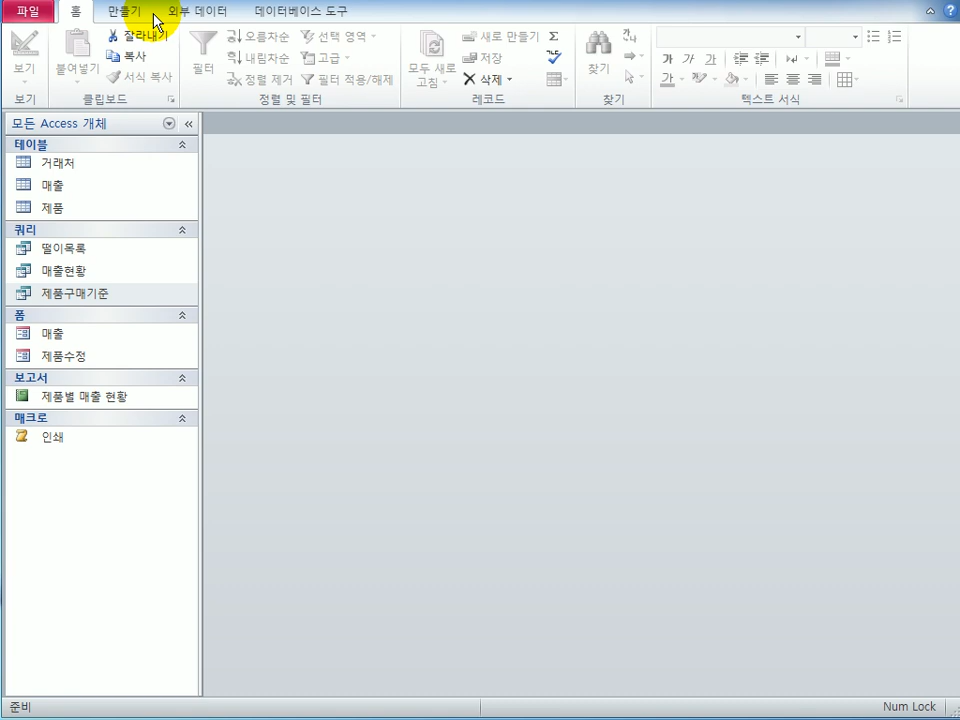 파일 홈 만들기 외부 데이터 데이터베이스 도구
보기
붙여넣기
잘라내기
복사
서식 복사
필터
오름차순
내림차순
정렬 제거
선택 영역
고급
필터 적용/해제
모두 새로
고침
새로 만들기
저장
삭제
Σ
찾기
가 가 가
가
보기 클립보드 정렬 및 필터 레코드 찾기 텍스트 서식
모든 Access 개체
테이블
거래처
매출
제품
쿼리
떨이목록
매출현황
제품구매기준
폼
매출
제품수정
보고서
제품별 매출 현황
매크로
인쇄
준비
Num Lock